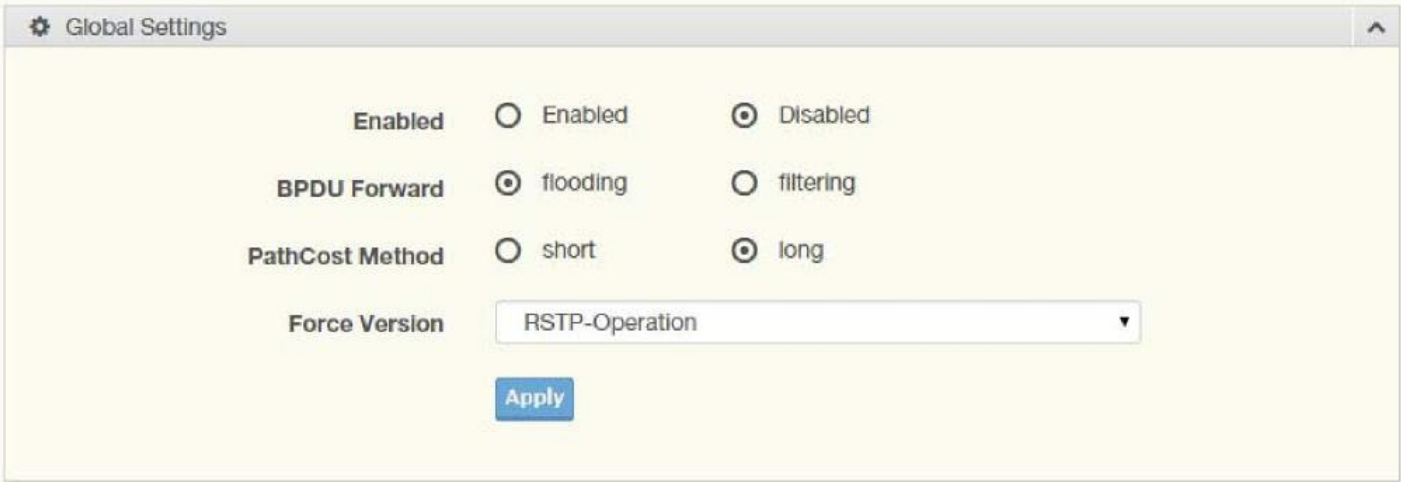 Global Settings
Enabled Enabled Disabled
BPDU Forward flooding filtering
PathCost Method short long
Force Version RSTP-Operation
Apply